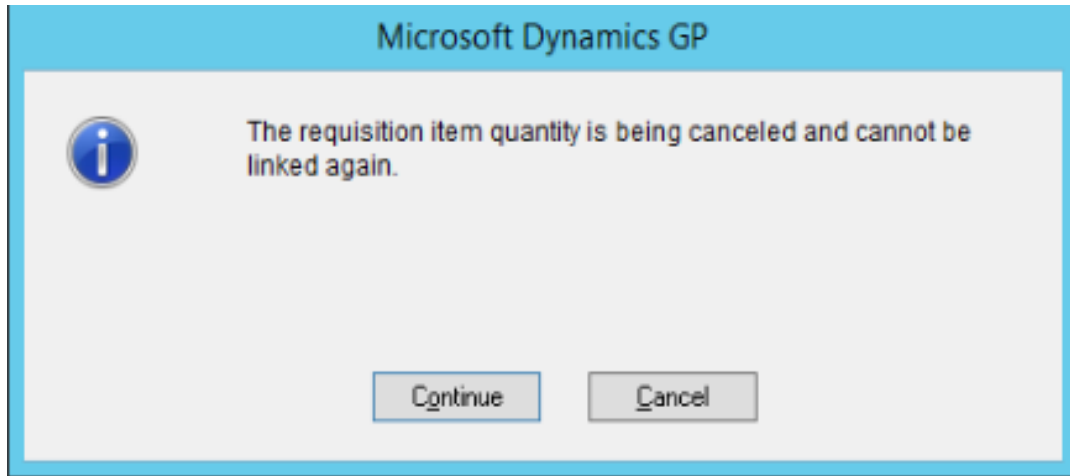 Microsoft Dynamics GP
The requisition item quantity is being canceled and cannot be
linked again.
Continue
Cancel